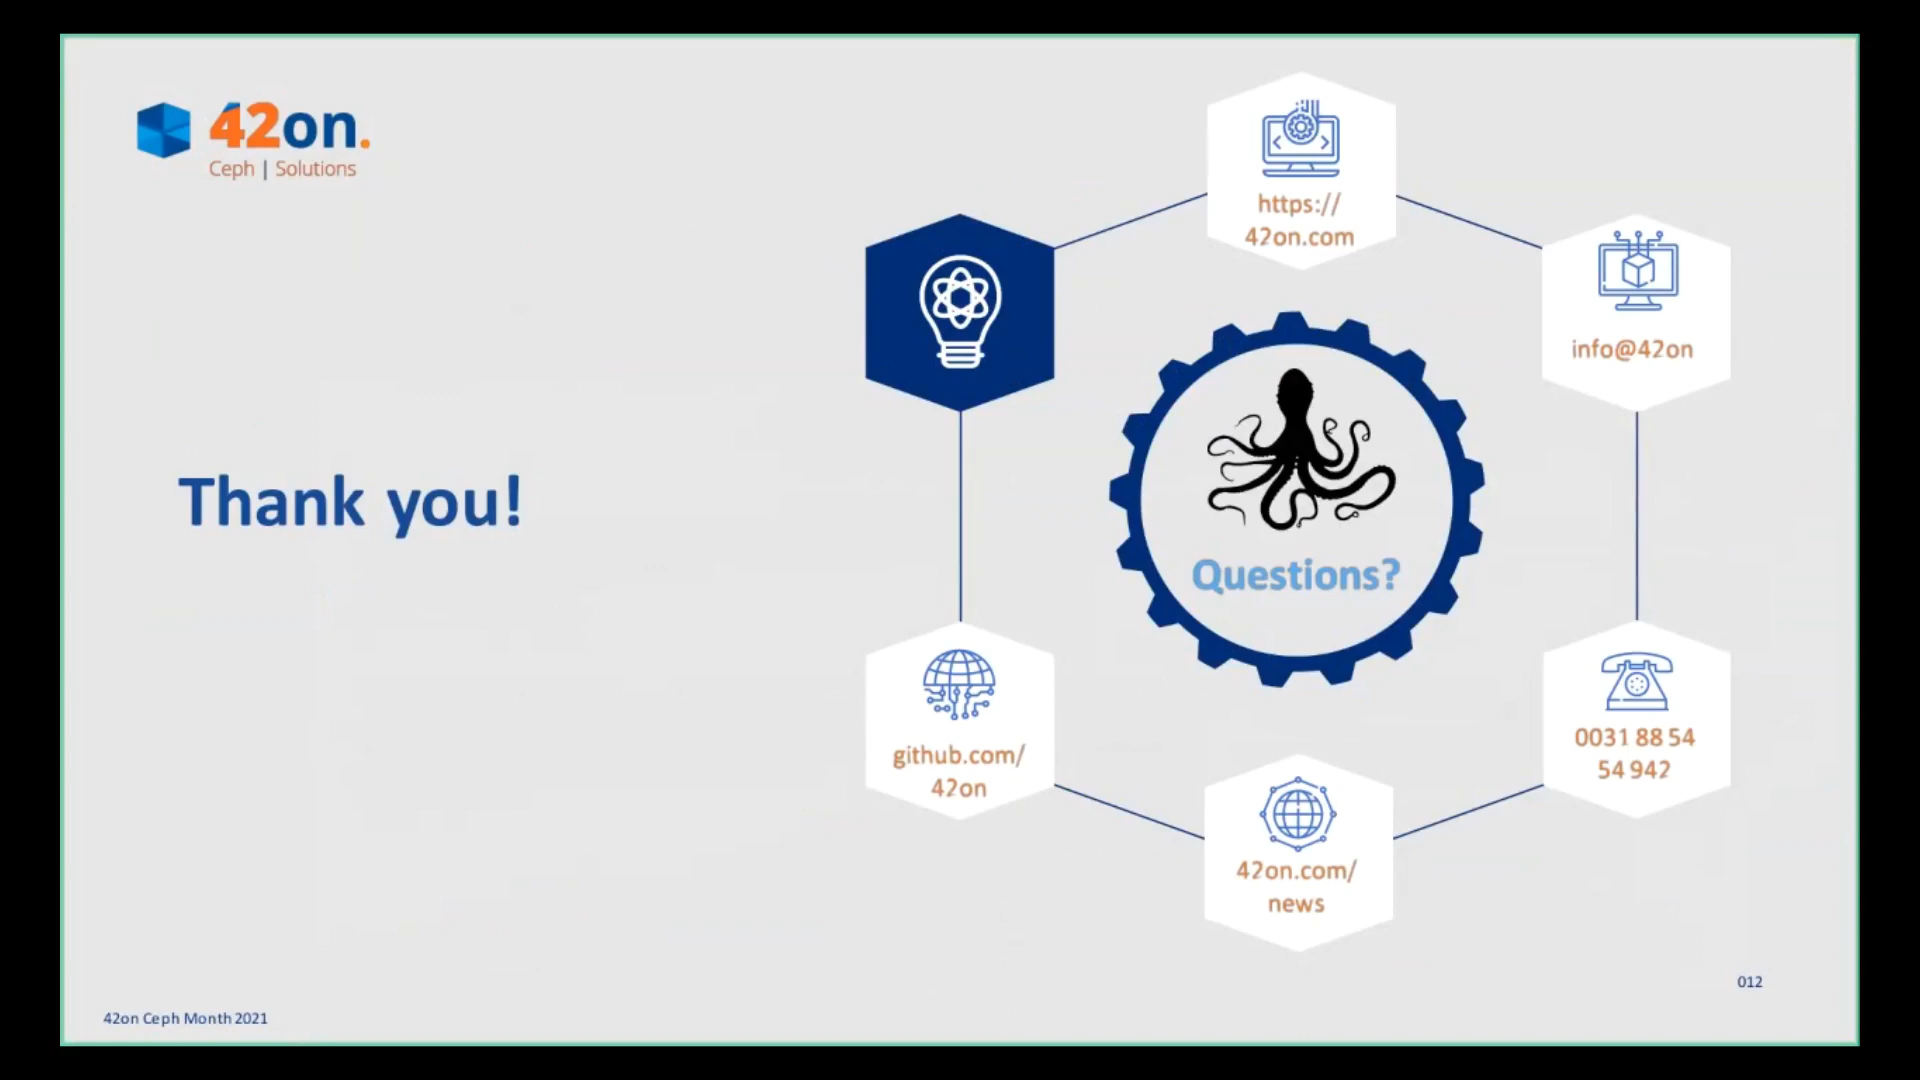 42on.
Ceph | Solutions
Thank you!
https://
42on.com
info@42on
0031 88 54
54 942
42on.com/
news
github.com/
42on
Questions?
012
42on Ceph Month 2021